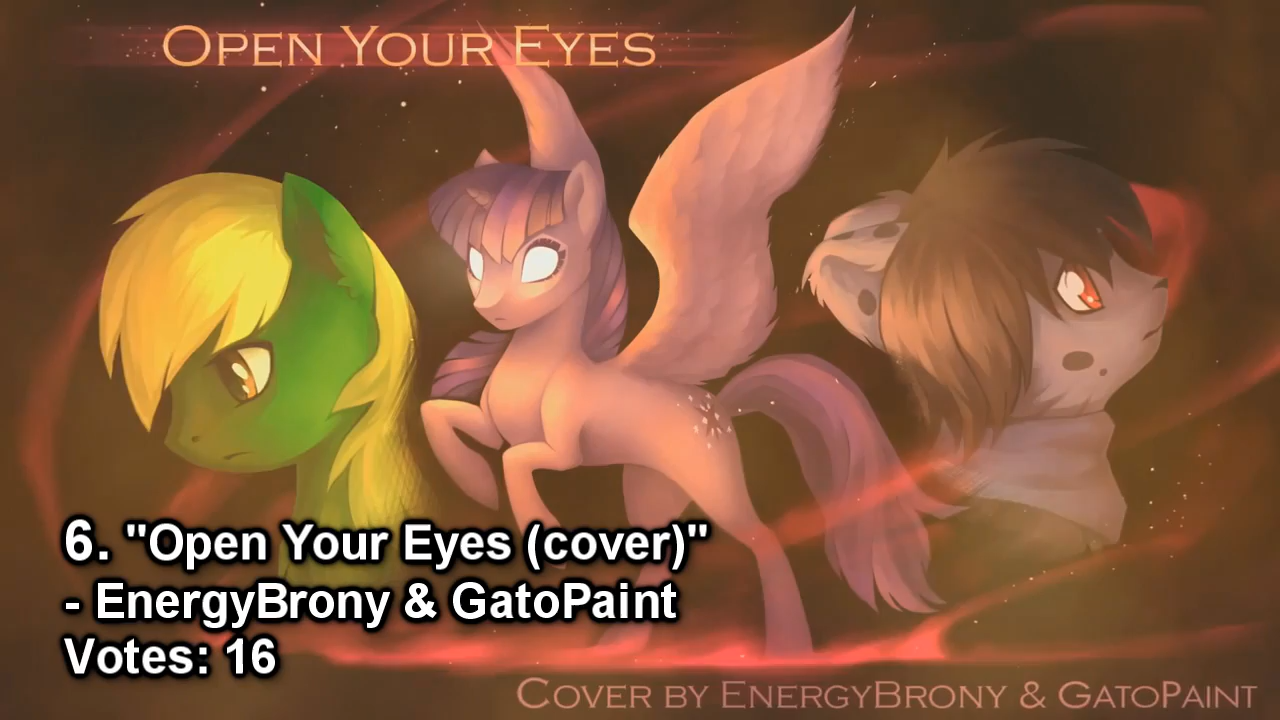 OPEN YOUR EYES
6. "Open Your Eyes (cover)"
- EnergyBrony & GatoPaint
Votes: 16
COVER BY ENERGYBRONY & GATOPAINT